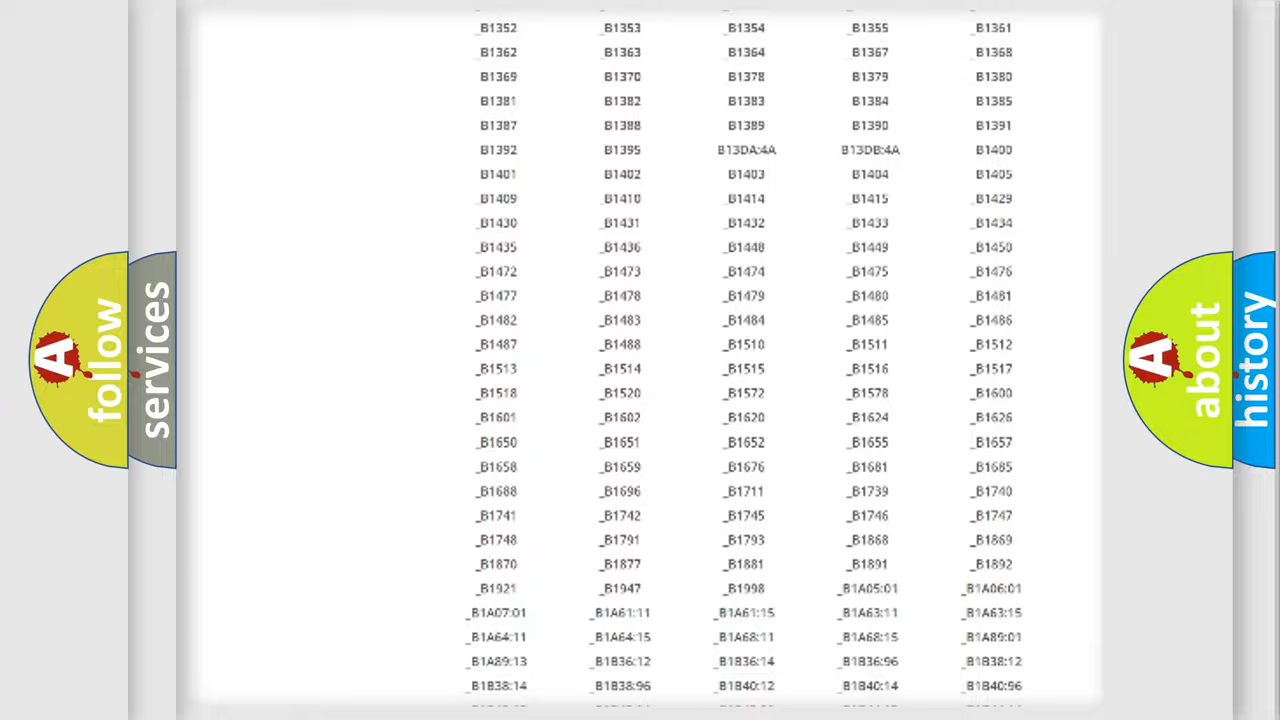 follow
services
_B1352 _B1353 _B1354 _B1355 _B1361
_B1362 _B1363 _B1364 _B1367 _B1368
_B1369 _B1370 _B1378 _B1379 _B1380
_B1381 _B1382 _B1383 _B1384 _B1385
_B1387 _B1388 _B1389 _B1390 _B1391
_B1392 _B1395 B13DA:4A B13DB:4A _B1400
_B1401 _B1402 _B1403 _B1404 _B1405
_B1409 _B1410 _B1414 _B1415 _B1429
_B1430 _B1431 _B1432 _B1433 _B1434
_B1435 _B1436 _B1448 _B1449 _B1450
_B1472 _B1473 _B1474 _B1475 _B1476
_B1477 _B1478 _B1479 _B1480 _B1481
_B1482 _B1483 _B1484 _B1485 _B1486
_B1487 _B1488 _B1510 _B1511 _B1512
_B1513 _B1514 _B1515 _B1516 _B1517
_B1518 _B1520 _B1572 _B1578 _B1600
_B1601 _B1602 _B1620 _B1624 _B1626
_B1650 _B1651 _B1652 _B1655 _B1657
_B1658 _B1659 _B1676 _B1681 _B1685
_B1688 _B1696 _B1711 _B1739 _B1740
_B1741 _B1742 _B1745 _B1746 _B1747
_B1748 _B1791 _B1793 _B1868 _B1869
_B1870 _B1877 _B1881 _B1891 _B1892
_B1921 _B1947 _B1998 _B1A05:01 _B1A06:01
_B1A07:01 _B1A61:11 _B1A61:15 _B1A63:11 _B1A63:15
_B1A64:11 _B1A64:15 _B1A68:11 _B1A68:15 _B1A89:01
_B1A89:13 _B1B36:12 _B1B36:14 _B1B36:96 _B1B38:12
_B1B38:14 _B1B38:96 _B1B40:12 _B1B40:14 _B1B40:96
A
about
history
A